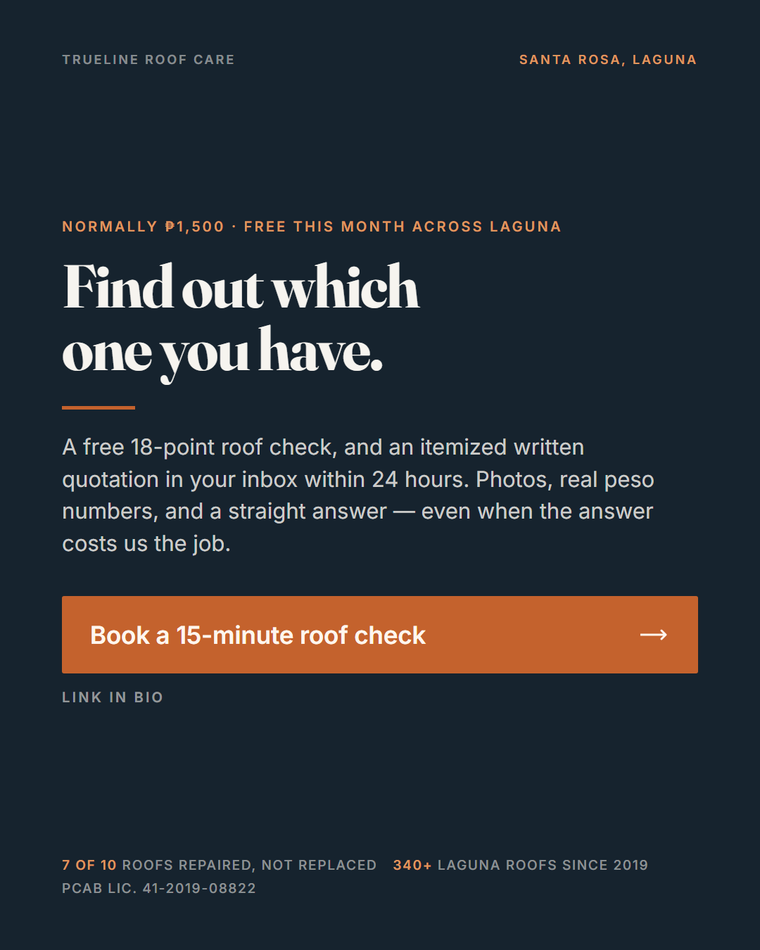 TRUELINE ROOF CARE
SANTA ROSA, LAGUNA
NORMALLY ₱1,500 · FREE THIS MONTH ACROSS LAGUNA
Find out which
one you have.
A free 18-point roof check, and an itemized written
quotation in your inbox within 24 hours. Photos, real peso
numbers, and a straight answer — even when the answer
costs us the job.
Book a 15-minute roof check →
LINK IN BIO
7 OF 10 ROOFS REPAIRED, NOT REPLACED 340+ LAGUNA ROOFS SINCE 2019
PCAB LIC. 41-2019-08822